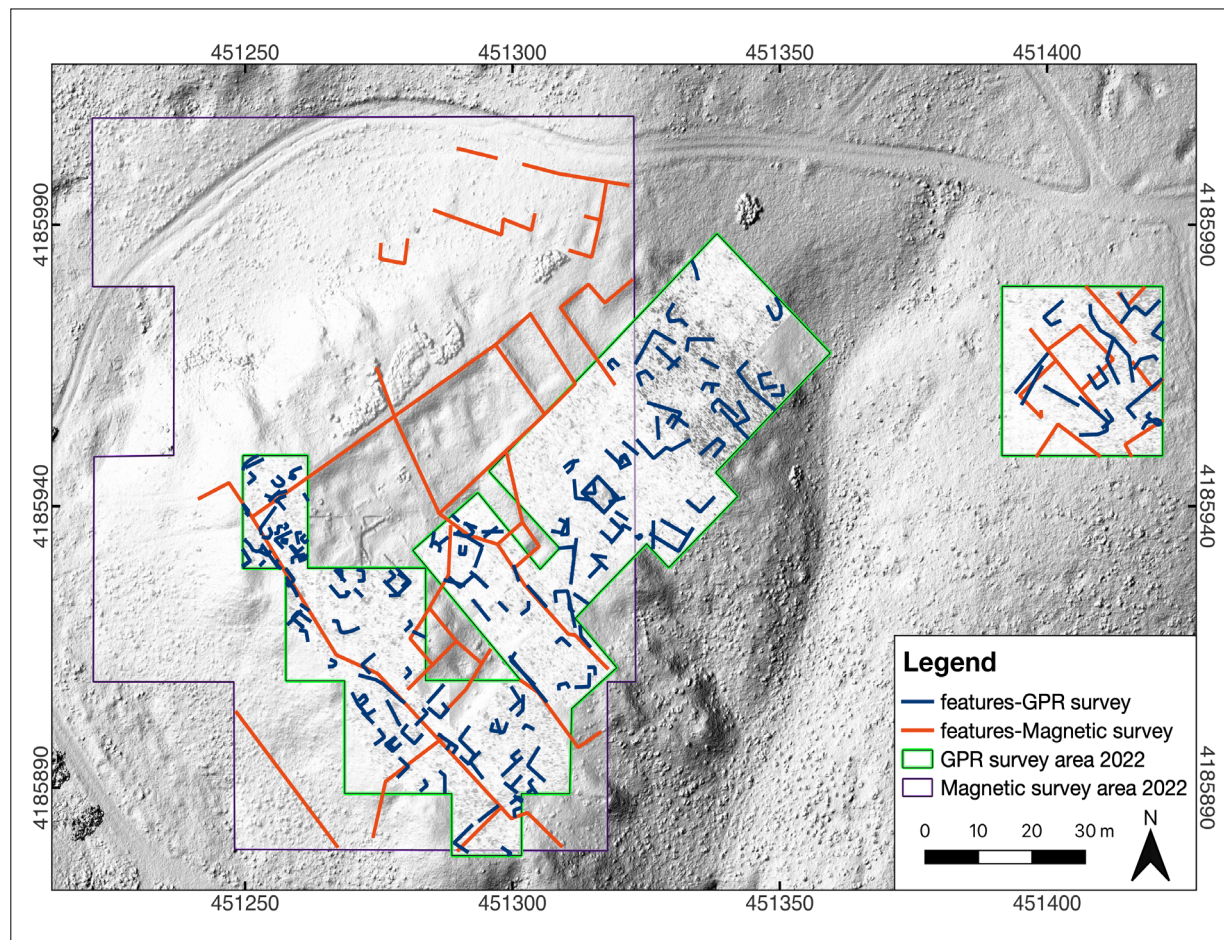 451250 451300 451350 451400
4185990 4185990
4185940 4185940
4185890 4185890
Legend
features-GPR survey
features-Magnetic survey
GPR survey area 2022
Magnetic survey area 2022
0 10 20 30 m
N
451250 451300 451350 451400